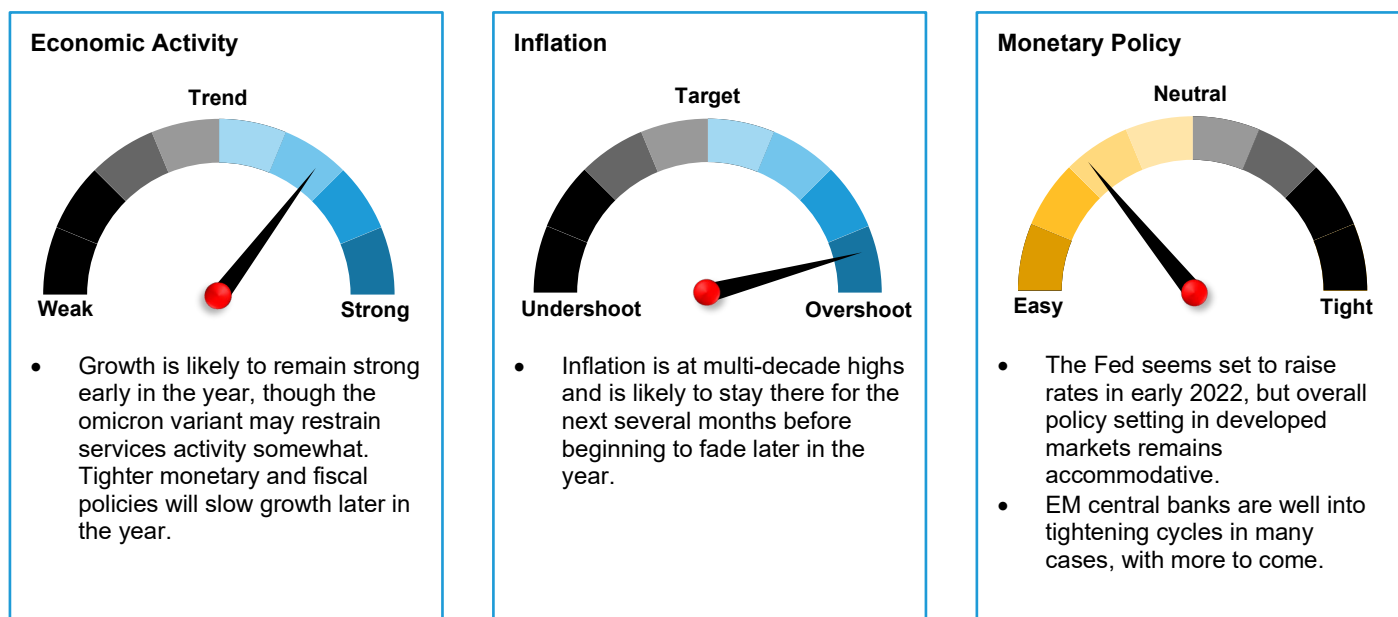 Economic Activity
Trend
Weak
Strong
• Growth is likely to remain strong
early in the year, though the
omicron variant may restrain
services activity somewhat.
Tighter monetary and fiscal
policies will slow growth later in
the year.
Inflation
Target
Undershoot
Overshoot
• Inflation is at multi-decade highs
and is likely to stay there for the
next several months before
beginning to fade later in the
year.
Monetary Policy
Neutral
Easy
Tight
• The Fed seems set to raise
rates in early 2022, but overall
policy setting in developed
markets remains
accommodative.
• EM central banks are well into
tightening cycles in many
cases, with more to come.